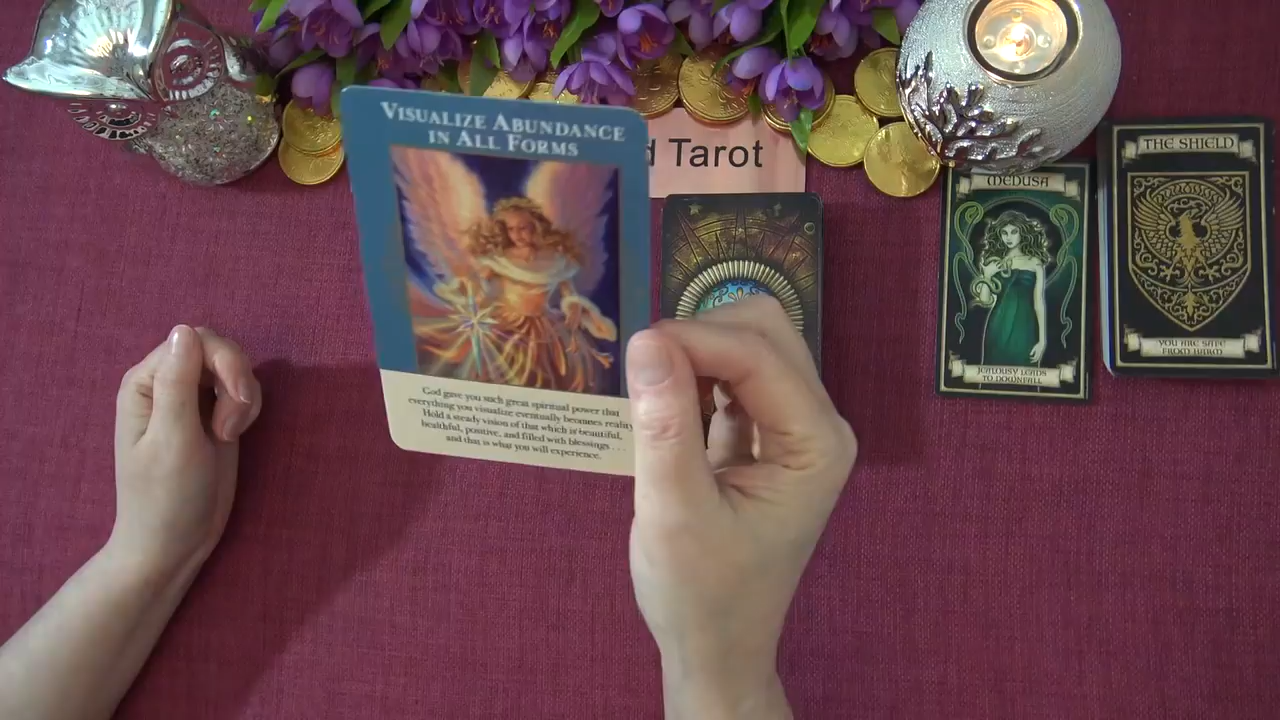 VISUALIZE ABUNDANCE
IN ALL FORMS
God gave you such great spiritual power that
everything you visualize eventually becomes reality
Hold a steady vision of that which is beautiful,
healthful, positive, and filled with blessings . . .
and that is what you will experience.
d Tarot
MEDUSA
JEALOUSY LEADS
TO DOWNFALL
THE SHIELD
YOU ARE SAFE
FROM HARM